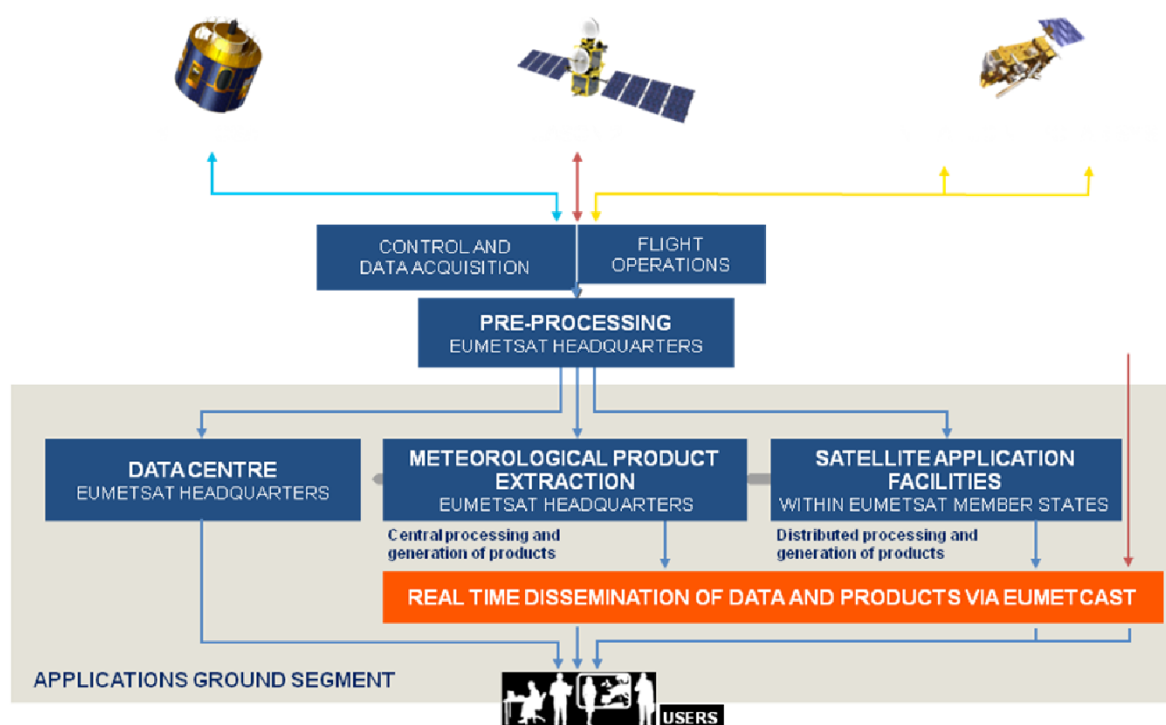 CONTROL AND
DATA ACQUISITION
FLIGHT
OPERATIONS
PRE-PROCESSING
EUMETSAT HEADQUARTERS
DATA CENTRE
EUMETSAT HEADQUARTERS
METEOROLOGICAL PRODUCT
EXTRACTION
EUMETSAT HEADQUARTERS
SATELLITE APPLICATION
FACILITIES
WITHIN EUMETSAT MEMBER STATES
Central processing and
generation of products
Distributed processing and
generation of products
REAL TIME DISSEMINATION OF DATA AND PRODUCTS VIA EUMETCAST
APPLICATIONS GROUND SEGMENT
USERS